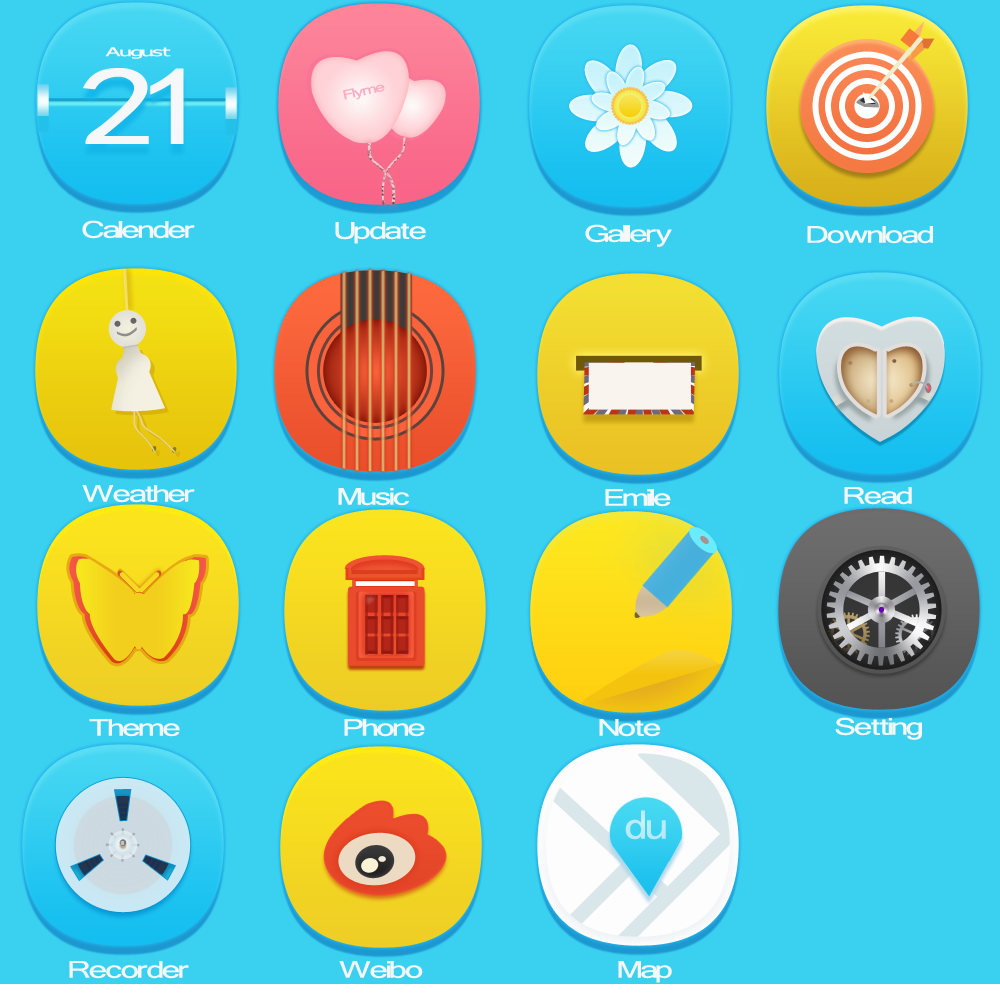 August
21
Flyme
Calender
Update
Gallery
Download
Weather
Music
Emile
Read
Theme
Phone
Note
Setting
du
Recorder
Weibo
Map